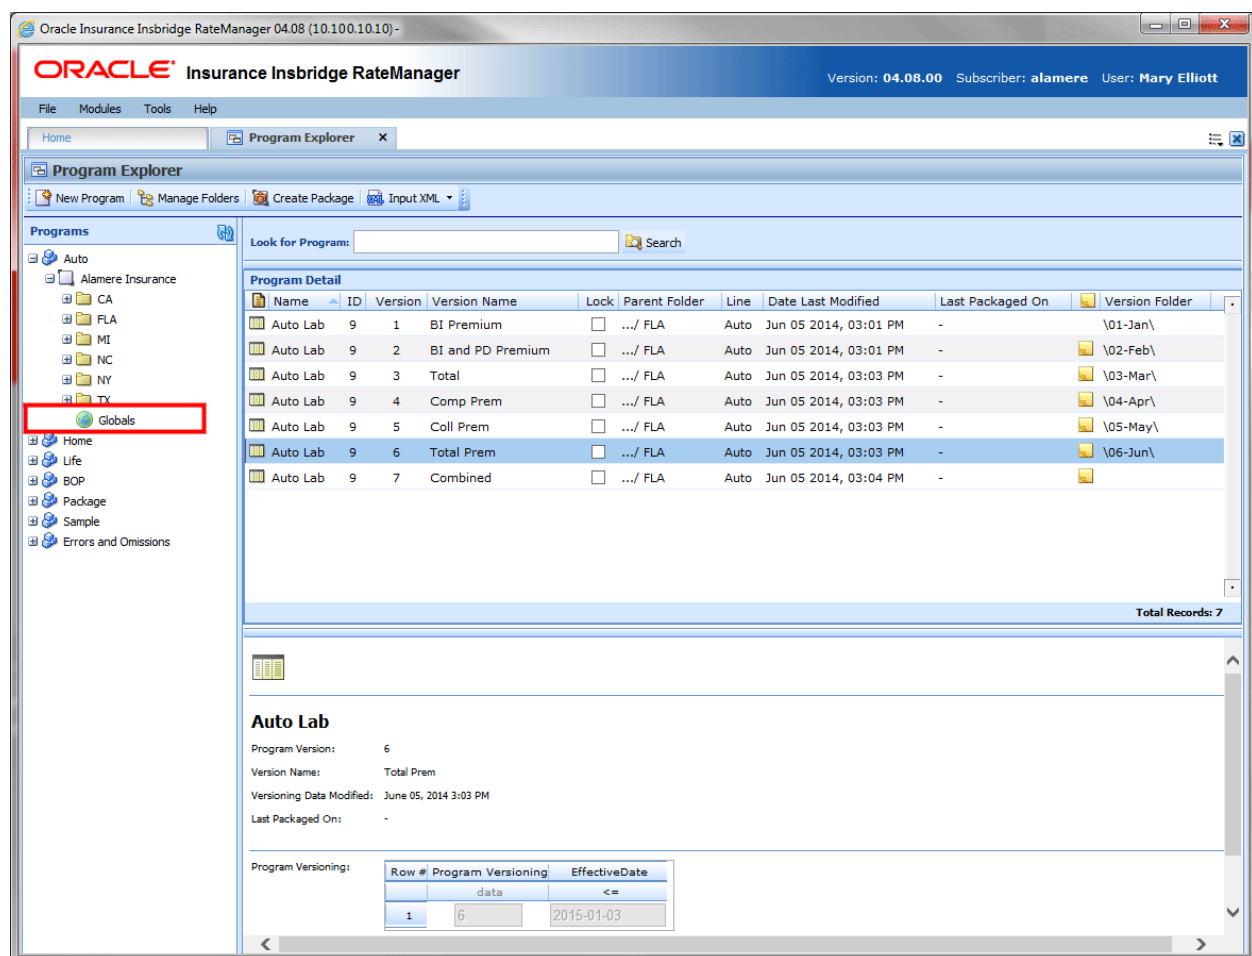 Oracle Insurance Insbridge RateManager 04.08 (10.100.10.10) -
ORACLE® Insurance Insbridge RateManager
Version: 04.08.00 Subscriber: alamere User: Mary Elliott
File Modules Tools Help
Home Program Explorer x
Program Explorer
New Program Manage Folders Create Package Input XML
Programs
Auto
Alamere Insurance
CA
FLA
MI
NC
NY
TX
Globals
Home
Life
BOP
Package
Sample
Errors and Omissions
Look for Program: Search
Program Detail
Name ID Version Version Name Lock Parent Folder Line Date Last Modified Last Packaged On Version Folder
Auto Lab 9 1 BI Premium .../ FLA Auto Jun 05 2014, 03:01 PM - \01-Jan\
Auto Lab 9 2 BI and PD Premium .../ FLA Auto Jun 05 2014, 03:01 PM - \02-Feb\
Auto Lab 9 3 Total .../ FLA Auto Jun 05 2014, 03:03 PM - \03-Mar\
Auto Lab 9 4 Comp Prem .../ FLA Auto Jun 05 2014, 03:03 PM - \04-Apr\
Auto Lab 9 5 Coll Prem .../ FLA Auto Jun 05 2014, 03:03 PM - \05-May\
Auto Lab 9 6 Total Prem .../ FLA Auto Jun 05 2014, 03:03 PM - \06-Jun\
Auto Lab 9 7 Combined .../ FLA Auto Jun 05 2014, 03:04 PM -
Total Records: 7
Auto Lab
Program Version: 6
Version Name: Total Prem
Versioning Data Modified: June 05, 2014 3:03 PM
Last Packaged On: -
Program Versioning:
Row # Program Versioning EffectiveDate
data <=
1 6 2015-01-03